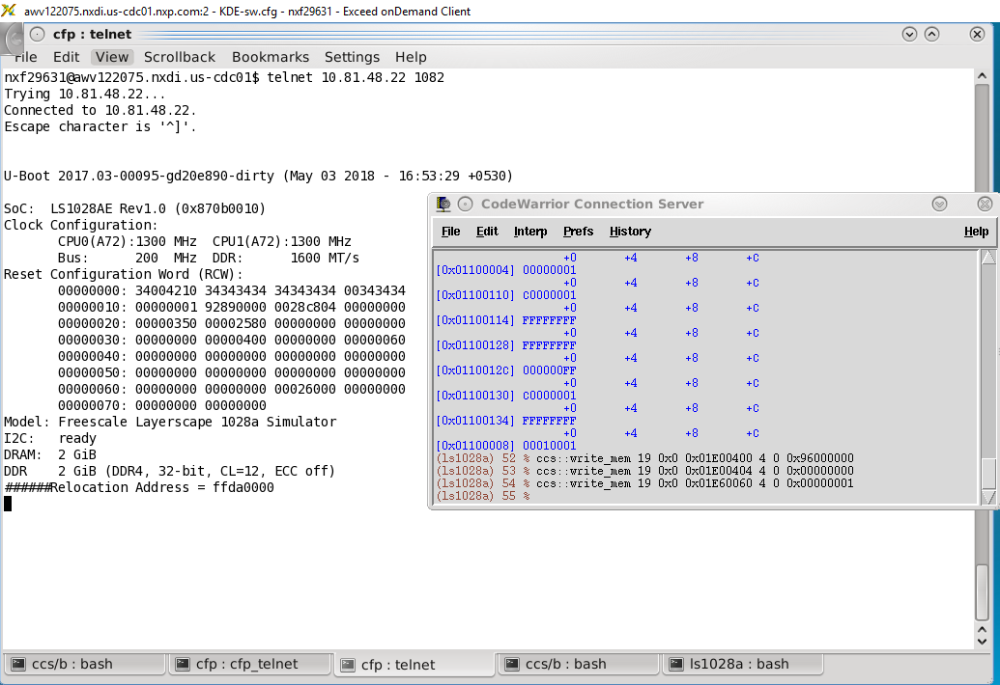 awv122075.nxdi.us-cdc01.nxp.com:2 - KDE-sw.cfg - nxf29631 - Exceed onDemand Client
cfp : telnet
File Edit View Scrollback Bookmarks Settings Help
nxf29631@awv122075.nxdi.us-cdc01$ telnet 10.81.48.22 1082
Trying 10.81.48.22...
Connected to 10.81.48.22.
Escape character is '^]'.
U-Boot 2017.03-00095-gd20e890-dirty (May 03 2018 - 16:53:29 +0530)
SoC:  LS1028AE Rev1.0 (0x870b0010)
Clock Configuration:
       CPU0(A72):1300 MHz  CPU1(A72):1300 MHz
       Bus:      200  MHz  DDR:      1600 MT/s
Reset Configuration Word (RCW):
       00000000: 34004210 34343434 34343434 00343434
       00000010: 00000001 92890000 0028c804 00000000
       00000020: 00000350 00002580 00000000 00000000
       00000030: 00000000 00000400 00000000 00000060
       00000040: 00000000 00000000 00000000 00000000
       00000050: 00000000 00000000 00000000 00000000
       00000060: 00000000 00000000 00026000 00000000
       00000070: 00000000 00000000
Model: Freescale Layerscape 1028a Simulator
I2C:   ready
DRAM:  2 GiB
DDR    2 GiB (DDR4, 32-bit, CL=12, ECC off)
######Relocation Address = ffda0000
CodeWarrior Connection Server
File Edit Interp Prefs History Help
+0 +4 +8 +C
[0x01100004] 00000001
+0 +4 +8 +C
[0x01100110] C0000001
+0 +4 +8 +C
[0x01100114] FFFFFFFF
+0 +4 +8 +C
[0x01100128] FFFFFFFF
+0 +4 +8 +C
[0x0110012c] 000000FF
+0 +4 +8 +C
[0x01100130] C0000001
+0 +4 +8 +C
[0x01100134] FFFFFFFF
+0 +4 +8 +C
[0x01100008] 00010001
(ls1028a) 52 % ccs::write_mem 19 0x0 0x01E00400 4 0 0x96000000
(ls1028a) 53 % ccs::write_mem 19 0x0 0x01E00404 4 0 0x00000000
(ls1028a) 54 % ccs::write_mem 19 0x0 0x01E60060 4 0 0x00000001
(ls1028a) 55 %
ccs/b : bash
cfp : cfp_telnet
cfp : telnet
ccs/b : bash
ls1028a : bash